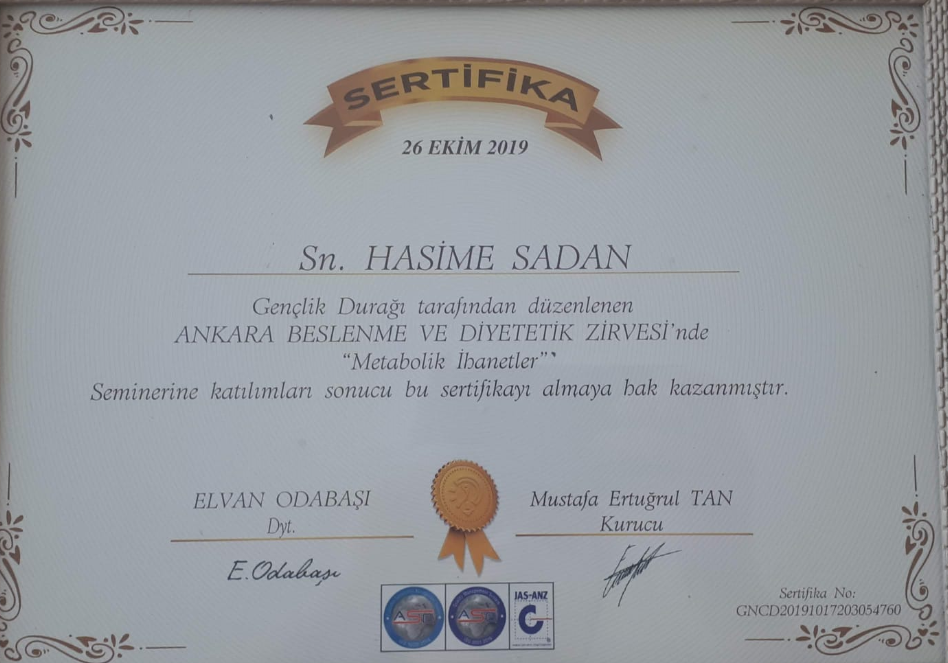 SERTİFİKA
26 EKİM 2019
Sn. HASİME SADAN
Gençlik Durağı tarafından düzenlenen
ANKARA BESLENME VE DİYETETİK ZİRVESİ'nde
“Metabolik İhanetler”
Seminerine katılımları sonucu bu sertifikayı almaya hak kazanmıştır.
ELVAN ODABAŞI
Dyt.
E.Odabaşı
Mustafa Ertuğrul TAN
Kurucu
JAS-ANZ
Sertifika No:
GNCD20191017203054760